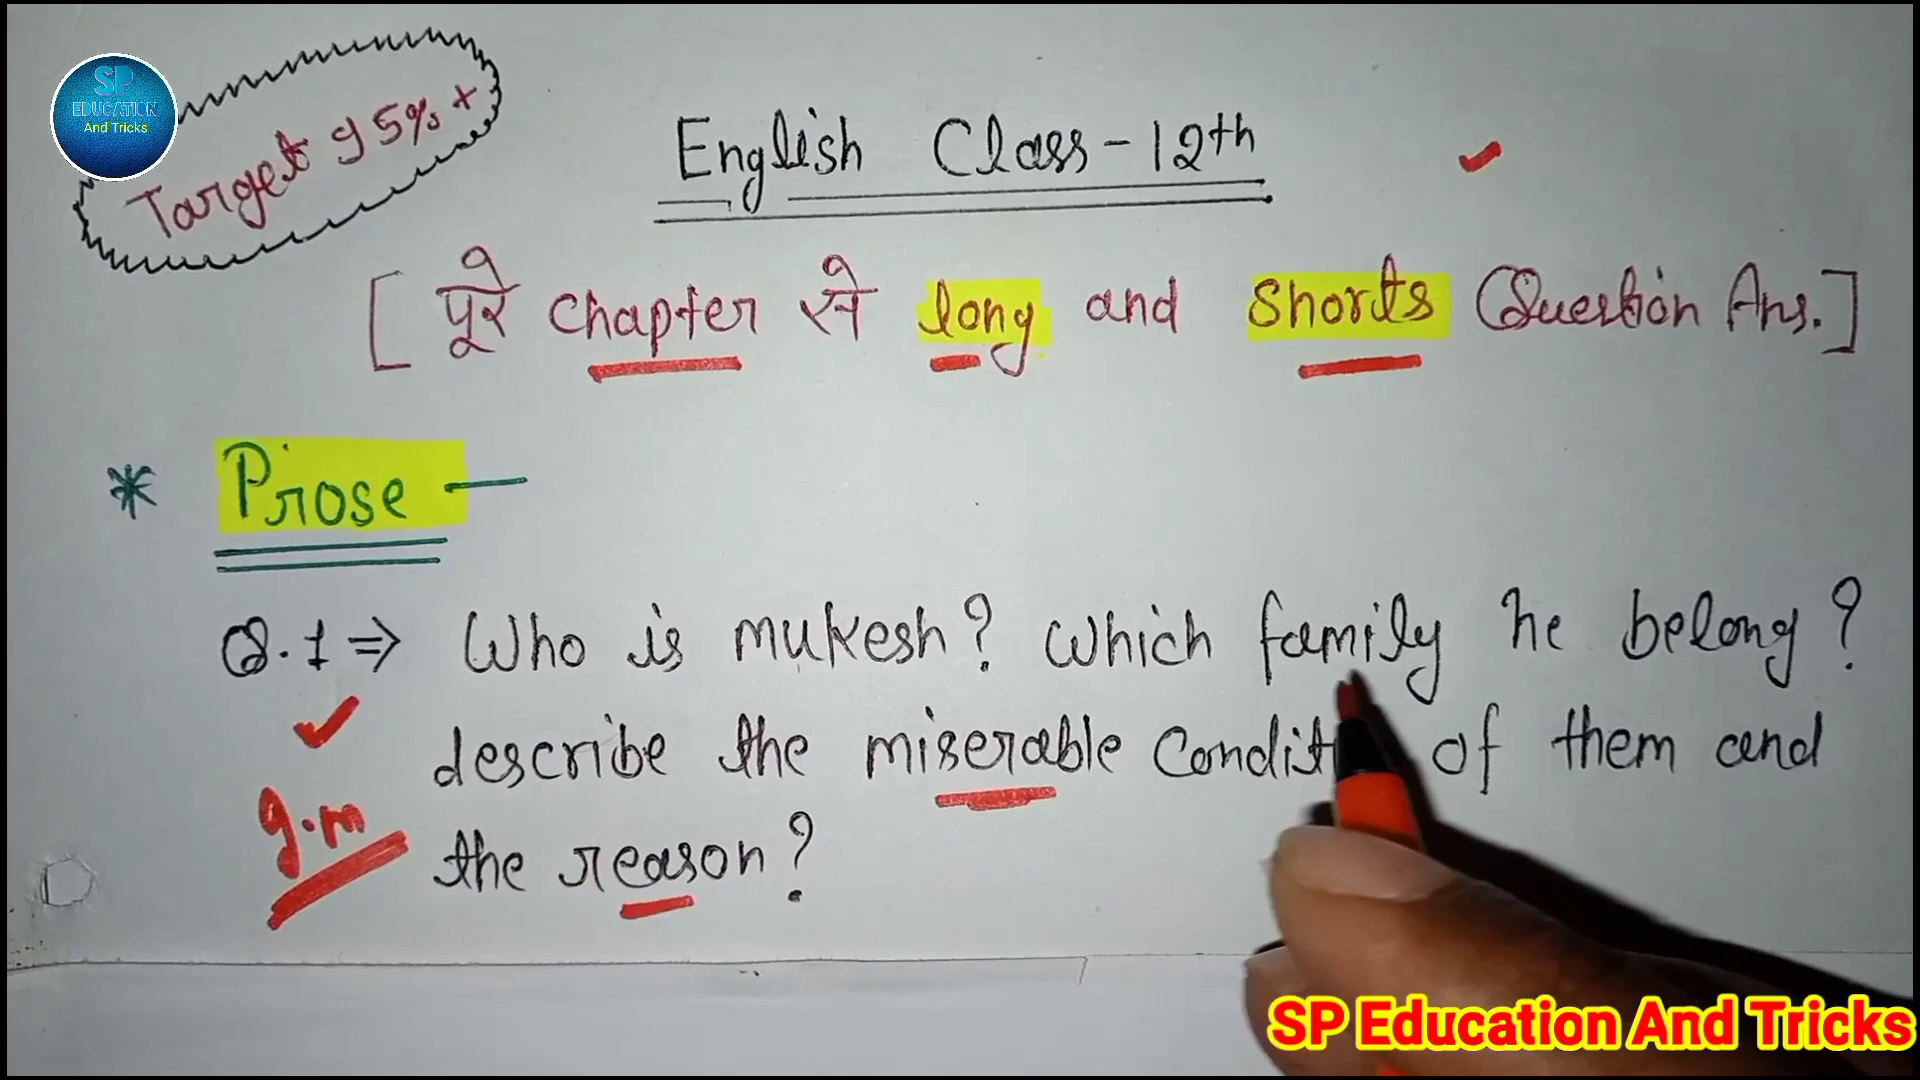 SP
EDUCATION
And Tricks
Target 95% +
English Class-12th
[ पूरे chapter से long and Shorts Question Ans. ]
* Prose —
Q.1 ⇒ Who is mukesh? Which family he belong?
describe the miserable Condit of them and
the reason?
SP Education And Tricks